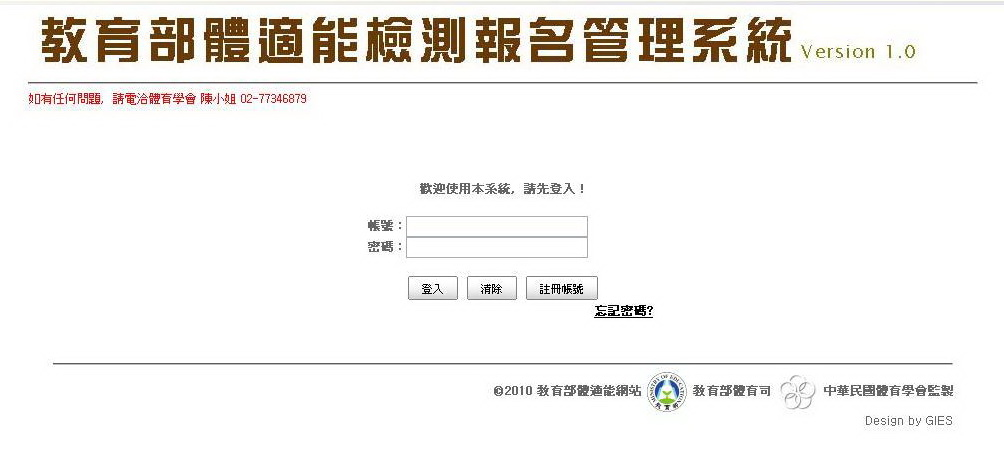 教育部體適能檢測報名管理系統 Version 1.0
如有任何問題, 請電洽體育學會 陳小姐 02-77346879
歡迎使用本系統, 請先登入！
帳號：
密碼：
登入 清除 註冊帳號
忘記密碼?
©2010 教育部體適能網站 教育部體育司 中華民國體育學會監製
Design by GIES